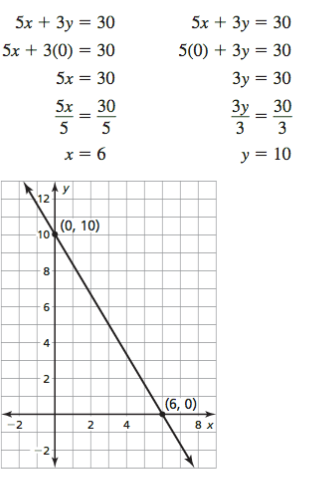 5x + 3y = 30
5x + 3(0) = 30
5x = 30
5x/5 = 30/5
x = 6
5x + 3y = 30
5(0) + 3y = 30
3y = 30
3y/3 = 30/3
y = 10
y
12
(0, 10)
10
8
6
4
2
(6, 0)
-2 2 4 8 x
-2